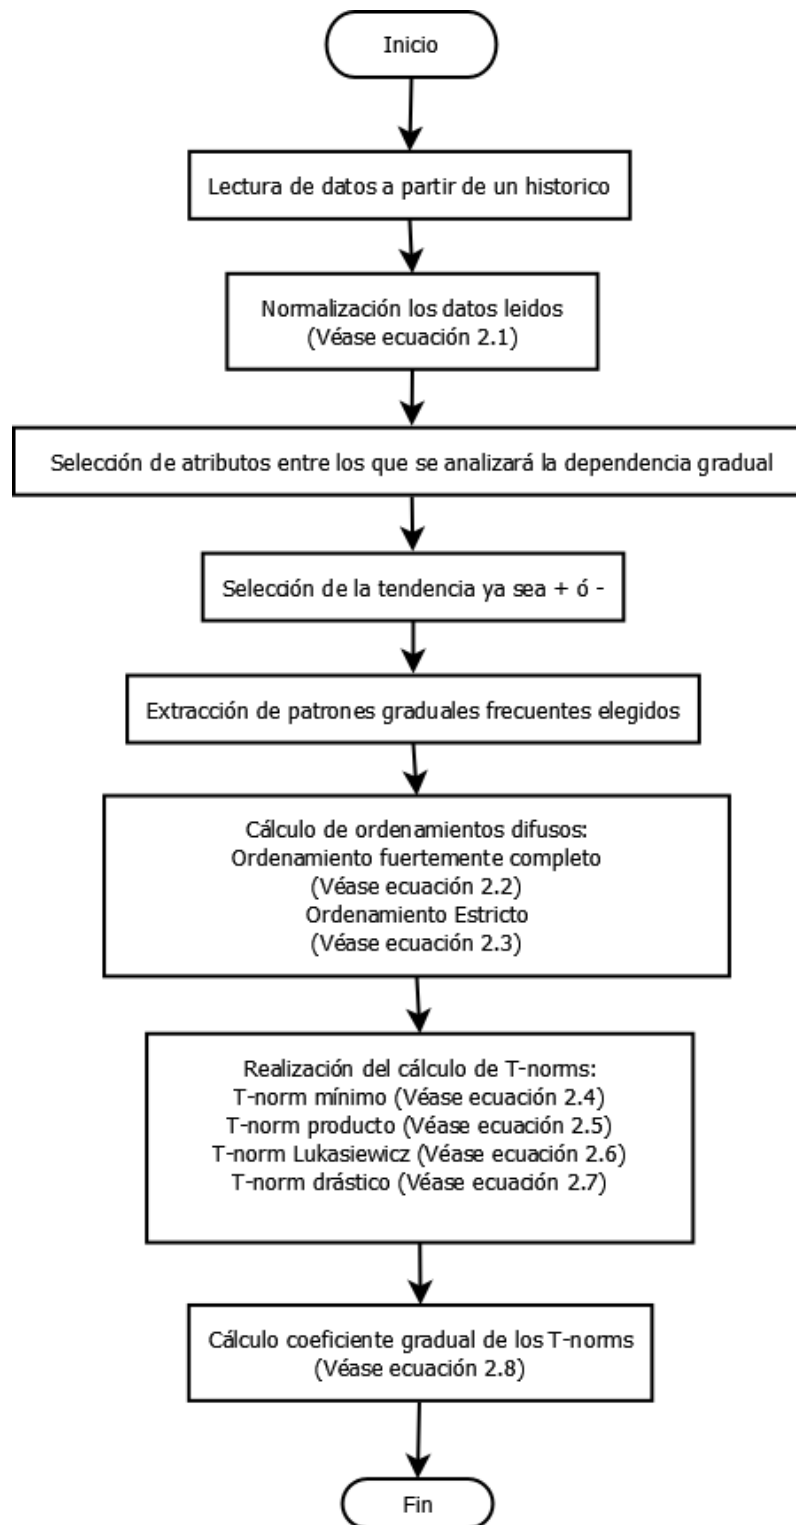 Inicio
Lectura de datos a partir de un historico
Normalización los datos leidos
(Véase ecuación 2.1)
Selección de atributos entre los que se analizará la dependencia gradual
Selección de la tendencia ya sea + ó -
Extracción de patrones graduales frecuentes elegidos
Cálculo de ordenamientos difusos:
Ordenamiento fuertemente completo
(Véase ecuación 2.2)
Ordenamiento Estricto
(Véase ecuación 2.3)
Realización del cálculo de T-norms:
T-norm mínimo (Véase ecuación 2.4)
T-norm producto (Véase ecuación 2.5)
T-norm Lukasiewicz (Véase ecuación 2.6)
T-norm drástico (Véase ecuación 2.7)
Cálculo coeficiente gradual de los T-norms
(Véase ecuación 2.8)
Fin